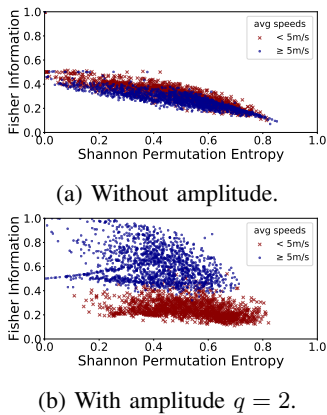 1.0
0.8
0.6
0.4
0.2
0.0
Fisher Information
avg speeds
< 5m/s
≥ 5m/s
0.0 0.2 0.4 0.6 0.8 1.0
Shannon Permutation Entropy
(a) Without amplitude.
1.0
0.8
0.6
0.4
0.2
0.0
Fisher Information
avg speeds
< 5m/s
≥ 5m/s
0.0 0.2 0.4 0.6 0.8 1.0
Shannon Permutation Entropy
(b) With amplitude q = 2.